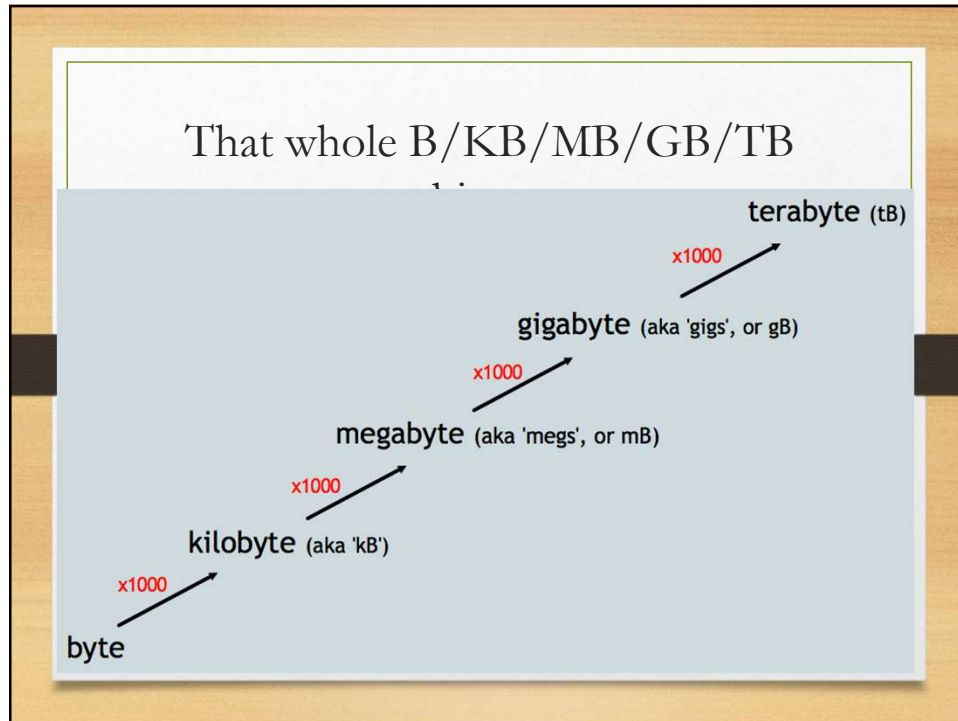 That whole B/KB/MB/GB/TB
terabyte (tB)
x1000
gigabyte (aka 'gigs', or gB)
x1000
megabyte (aka 'megs', or mB)
x1000
kilobyte (aka 'kB')
x1000
byte